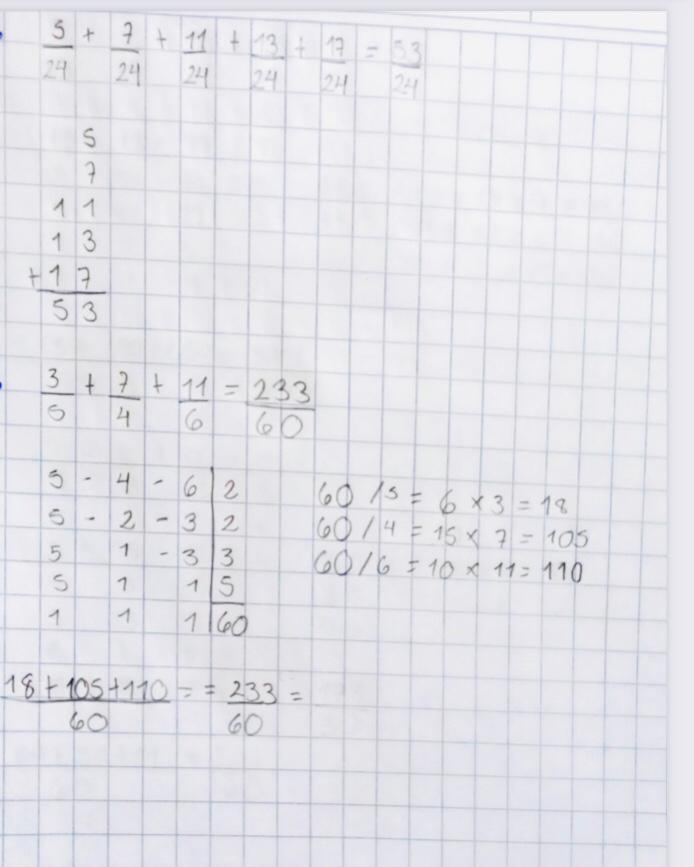 5/24 + 7/24 + 11/24 + 13/24 + 17/24 = 53/24
5
7
11
13
+17
53
3/5 + 7/4 + 11/6 = 233/60
5 - 4 - 6 | 2
5 - 2 - 3 | 2
5 1 - 3 | 3
5 1 1 | 5
1 1 1 | 60
60 / 5 = 6 × 3 = 18
60 / 4 = 15 × 7 = 105
60 / 6 = 10 × 11 = 110
18 + 105 + 110/60 = = 233/60 =